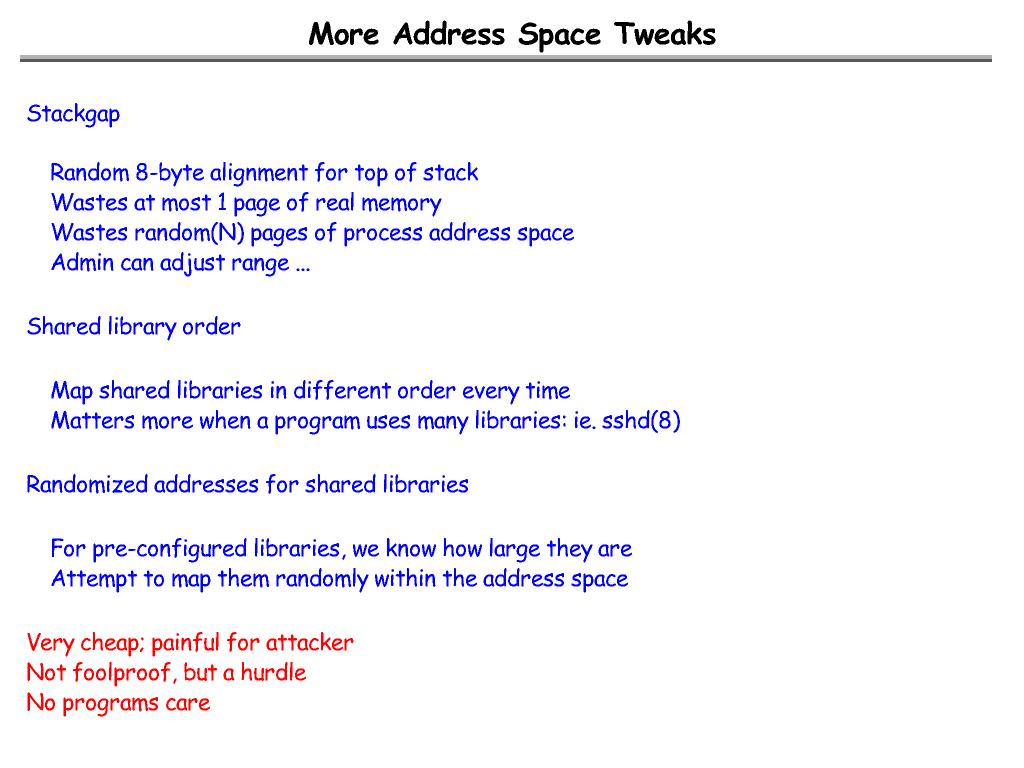 More Address Space Tweaks
Stackgap
Random 8-byte alignment for top of stack
Wastes at most 1 page of real memory
Wastes random(N) pages of process address space
Admin can adjust range ...
Shared library order
Map shared libraries in different order every time
Matters more when a program uses many libraries: ie. sshd(8)
Randomized addresses for shared libraries
For pre-configured libraries, we know how large they are
Attempt to map them randomly within the address space
Very cheap; painful for attacker
Not foolproof, but a hurdle
No programs care